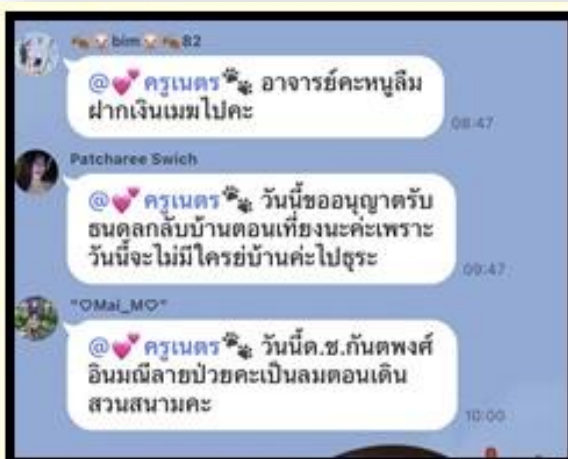 bim 82
@💕 ครูเนตร🐾 อาจารย์คะหนูลืม
ฝากเงินเมฆไปคะ
08:47
Patcharee Swich
@💕 ครูเนตร🐾 วันนี้ขออนุญาตรับ
ธนดลกลับบ้านตอนเที่ยงนะค่ะเพราะ
วันนี้จะไม่มีใครย่บ้านค่ะไปธุระ
09:47
"♡Mai_M♡"
@💕 ครูเนตร🐾 วันนี้ด.ช.กันตพงศ์
อินมณีลายป่วยคะเป็นลมตอนเดิน
สวนสนามคะ
10:00